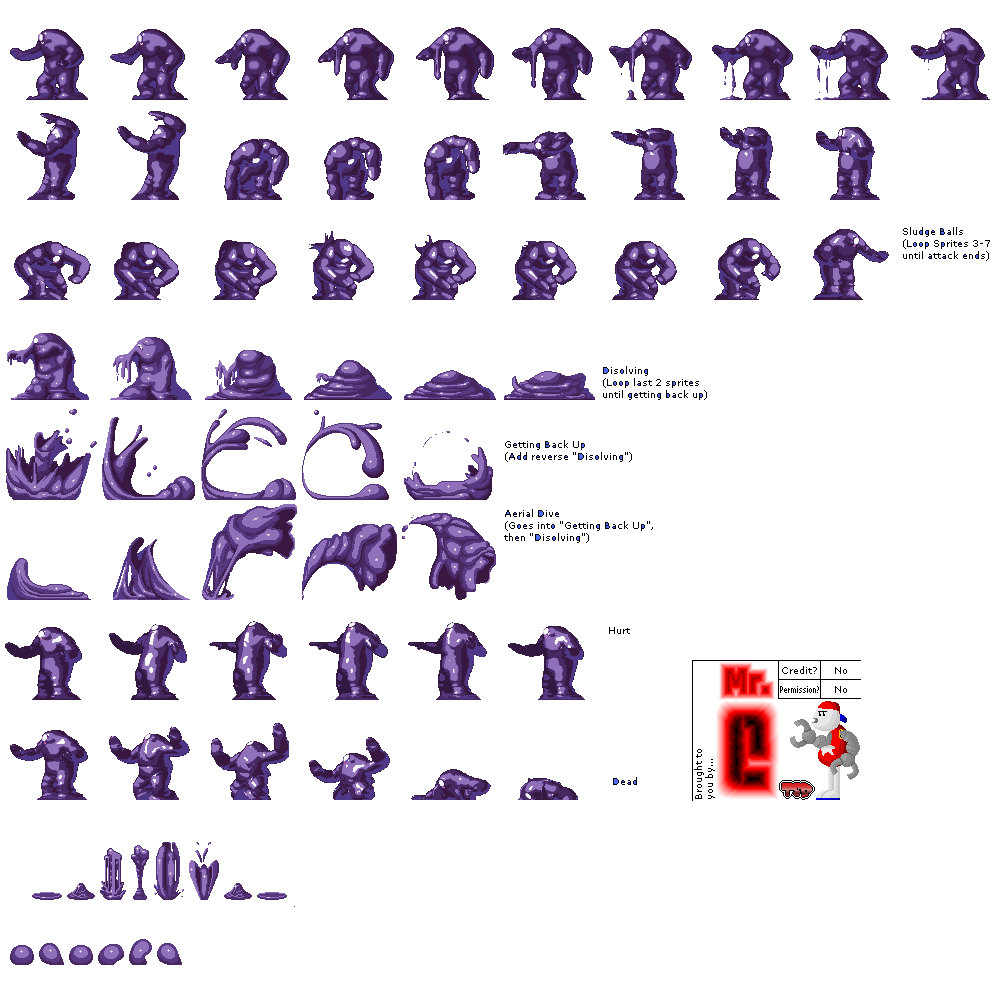 Sludge Balls
(Loop Sprites 3-7
until attack ends)
Disolving
(Loop last 2 sprites
until getting back up)
Getting Back Up
(Add reverse "Disolving")
Aerial Dive
(Goes into "Getting Back Up",
then "Disolving")
Hurt
Dead
Brought to
you by...
Mr.
C
Credit? No
Permission? No